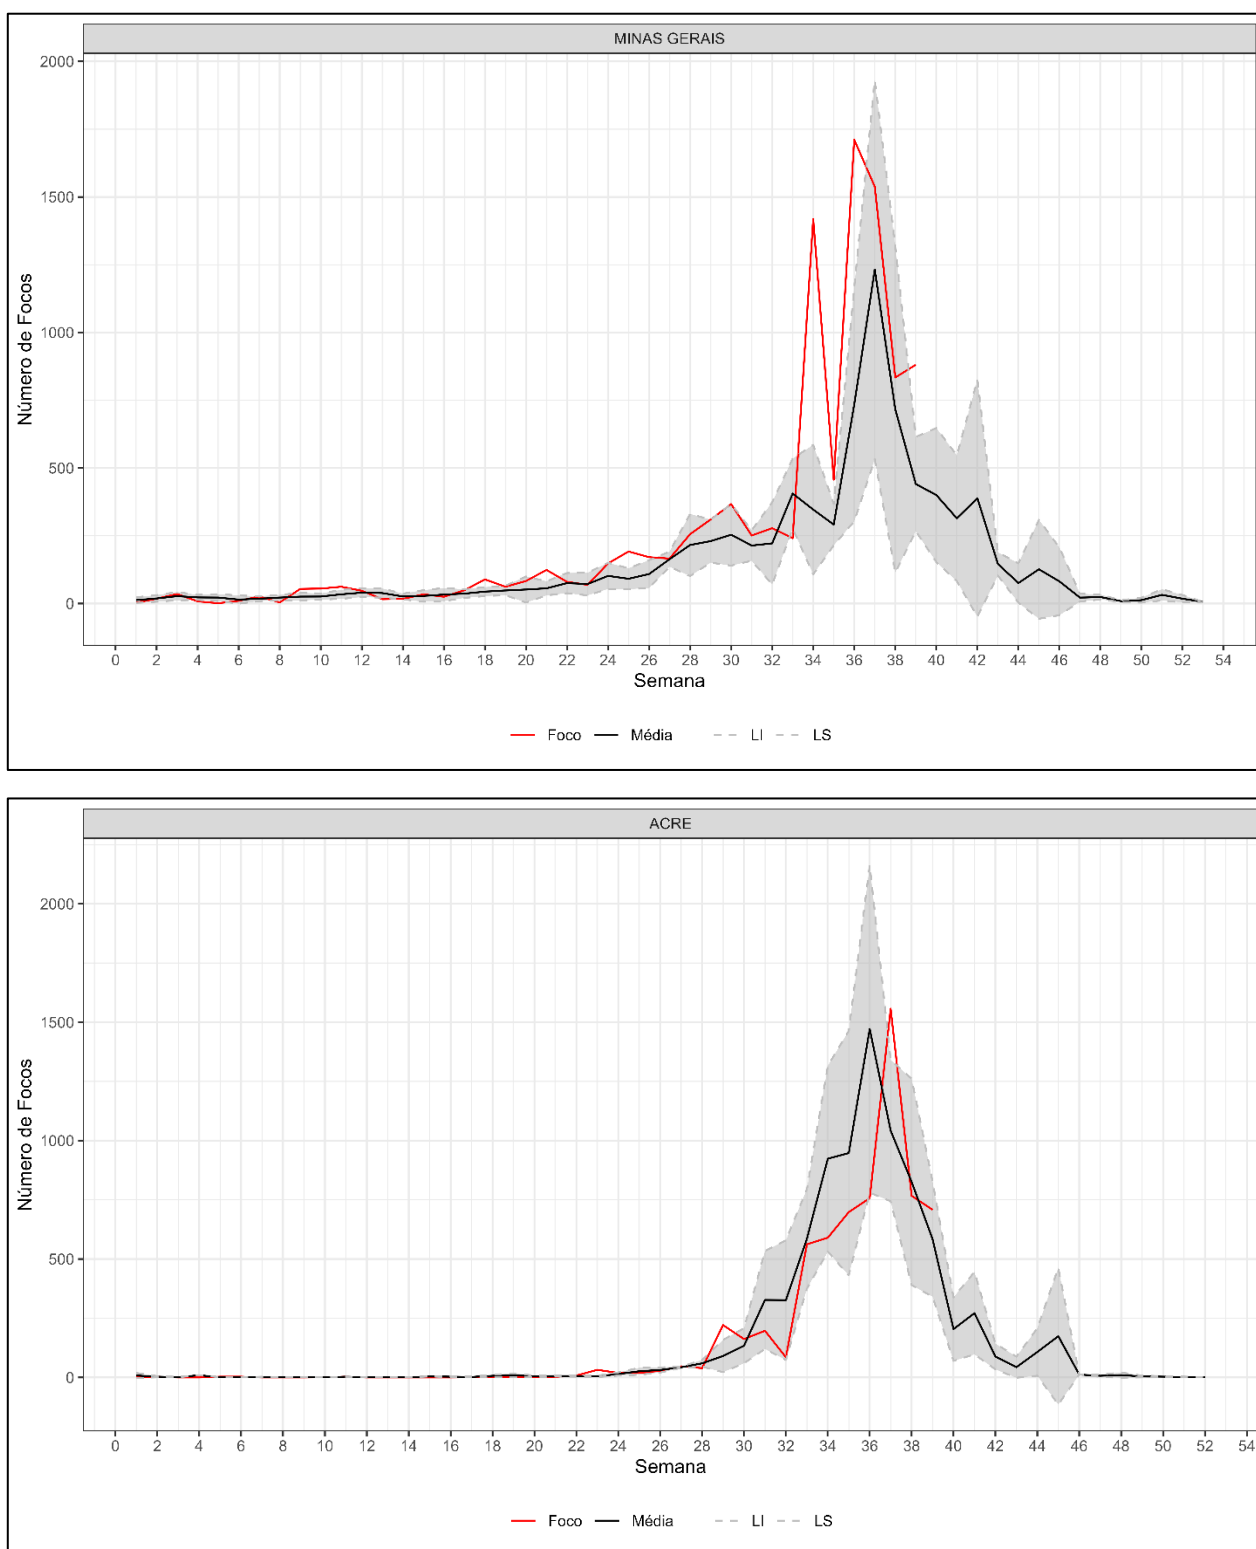 MINAS GERAIS
2000
1500
1000
500
0
Número de Focos
0 2 4 6 8 10 12 14 16 18 20 22 24 26 28 30 32 34 36 38 40 42 44 46 48 50 52 54
Semana
Foco Média LI LS
ACRE
2000
1500
1000
500
0
Número de Focos
0 2 4 6 8 10 12 14 16 18 20 22 24 26 28 30 32 34 36 38 40 42 44 46 48 50 52 54
Semana
Foco Média LI LS